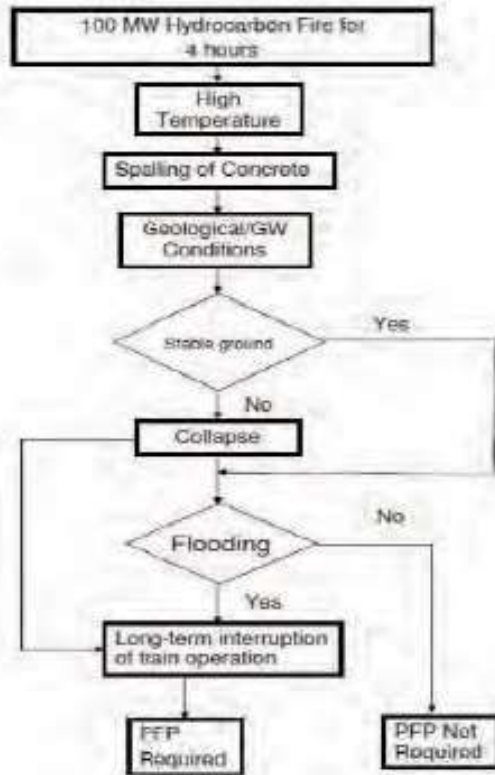 100 MW Hydrocarbon Fire for
4 hours
High
Temperature
Spalling of Concrete
Geological/GW
Conditions
Stable ground
Yes
No
Collapse
Flooding
No
Yes
Long-term interruption
of train operation
PFP
Required
PFP Not
Required